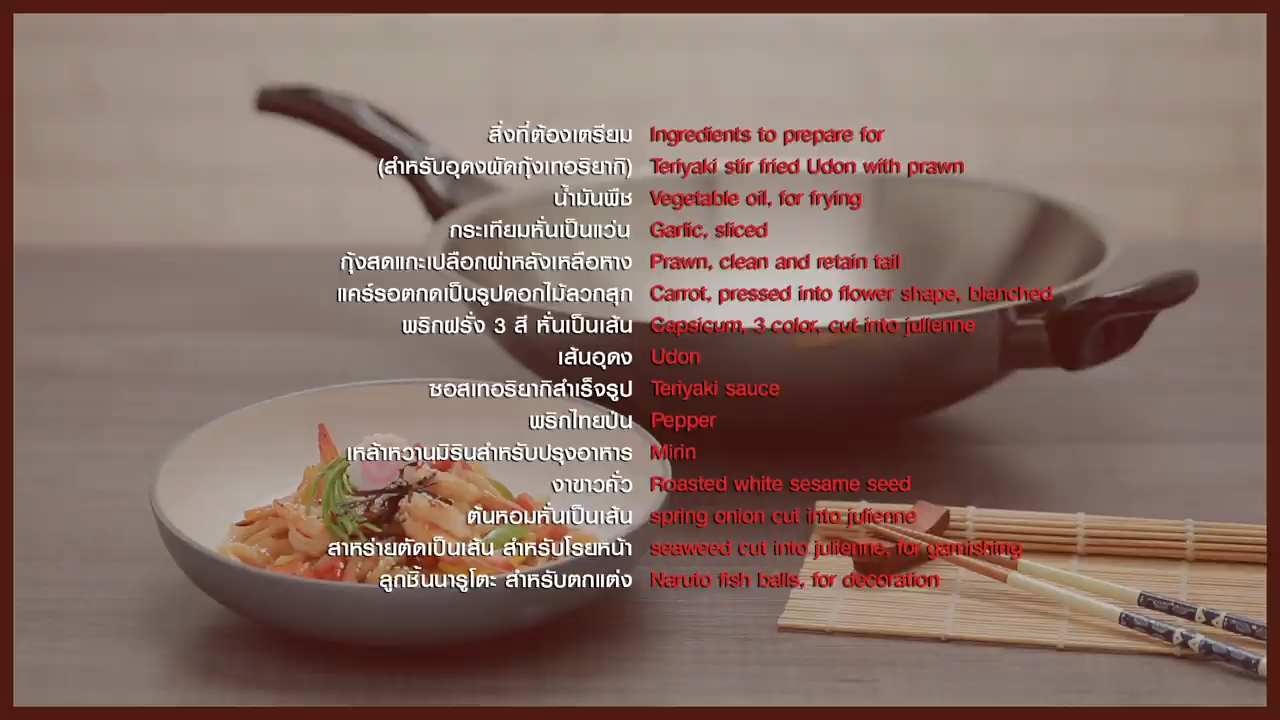 สิ่งที่ต้องเตรียม Ingredients to prepare for
(สำหรับอุดงผัดกุ้งเทอริยากิ) Teriyaki stir fried Udon with prawn
น้ำมันพืช Vegetable oil, for frying
กระเทียมหั่นเป็นแว่น Garlic, sliced
กุ้งสดแกะเปลือกผ่าหลังเหลือหาง Prawn, clean and retain tail
แคร์รอตกดเป็นรูปดอกไม้ลวกสุก Carrot, pressed into flower shape, blanched
พริกฝรั่ง 3 สี หั่นเป็นเส้น Capsicum, 3 color, cut into julienne
เส้นอุดง Udon
ซอสเทอริยากิสำเร็จรูป Teriyaki sauce
พริกไทยป่น Pepper
เหล้าหวานมิรินสำหรับปรุงอาหาร Mirin
งาขาวคั่ว Roasted white sesame seed
ต้นหอมหั่นเป็นเส้น spring onion cut into julienne
สาหร่ายตัดเป็นเส้น สำหรับโรยหน้า seaweed cut into julienne, for garnishing
ลูกชิ้นนารูโตะ สำหรับตกแต่ง Naruto fish balls, for decoration